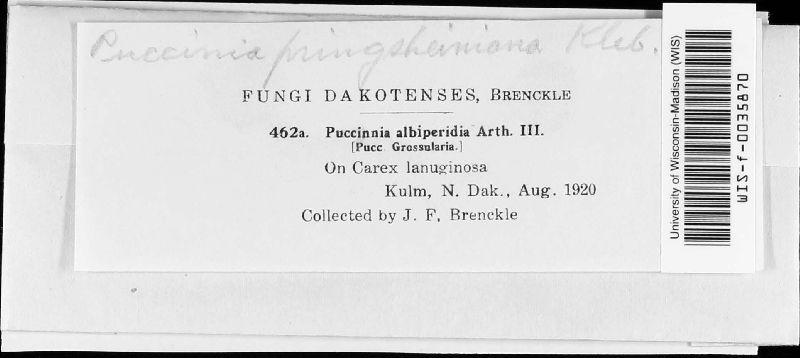 Puccinia pringsheimiana Kleb.
FUNGI DAKOTENSES, BRENCKLE
462a. Puccinnia albiperidia Arth. III.
[Pucc. Grossularia.]
On Carex lanuginosa
Kulm, N. Dak., Aug. 1920
Collected by J. F. Brenckle
University of Wisconsin-Madison (WIS)
WIS-f-0035870